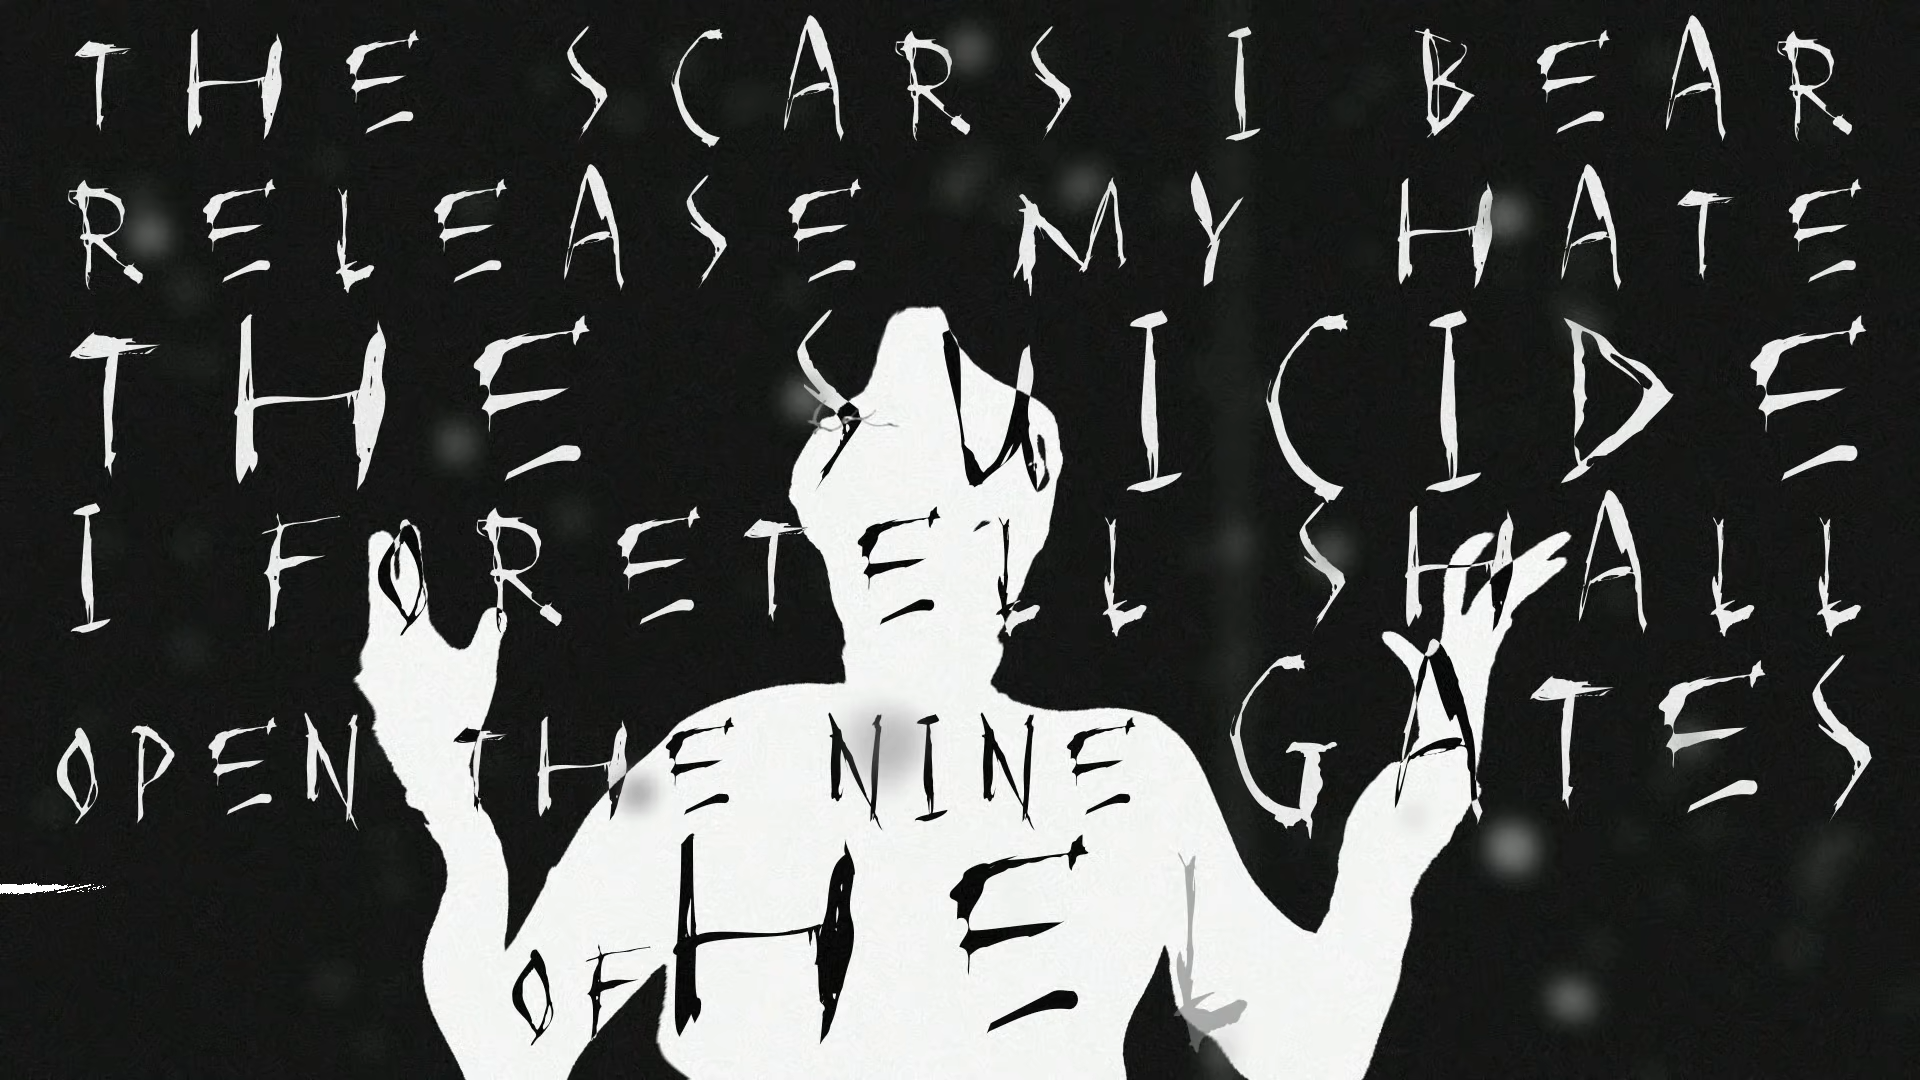 THE SCARS I BEAR
RELEASE MY HATE
THE SUICIDE
I FORETELL SHALL
OPEN THE NINE GATES
OF HEL